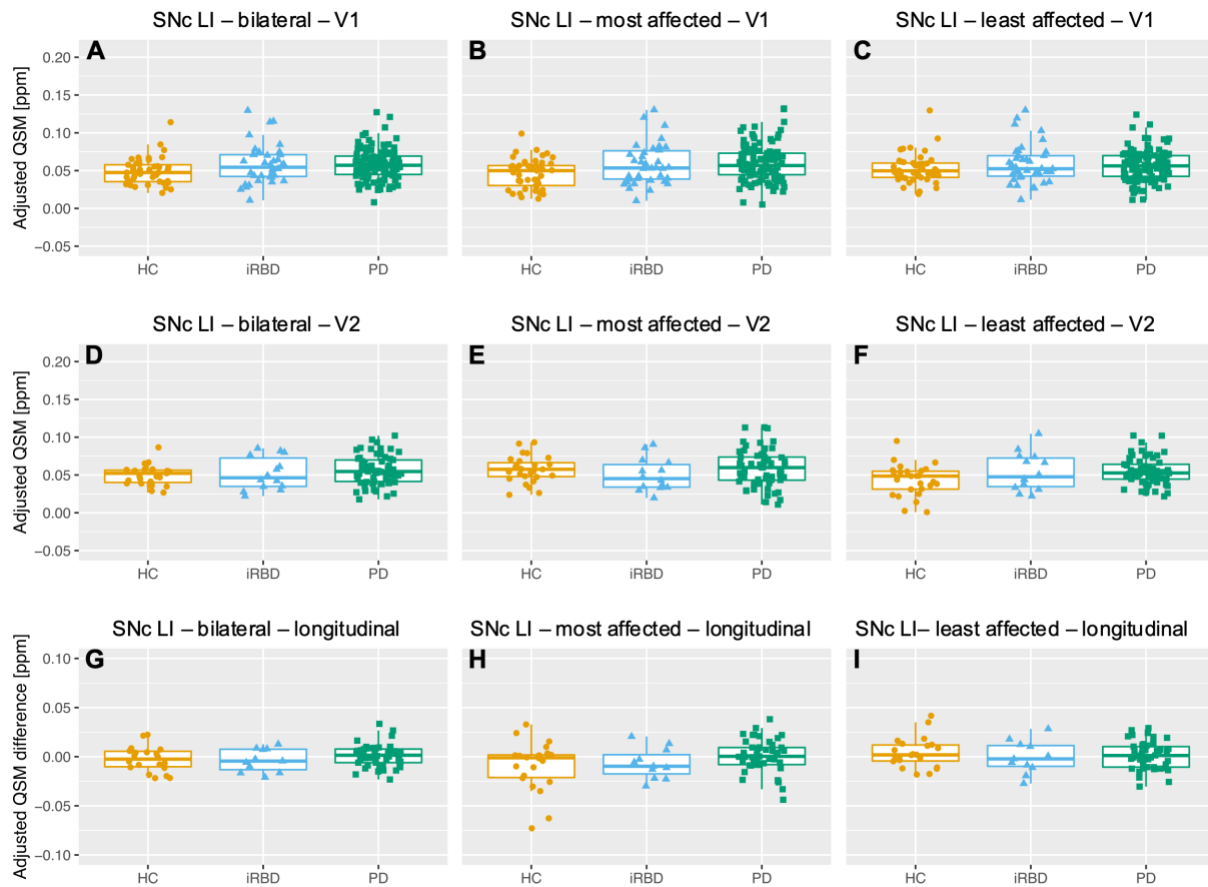 SNc LI – bilateral – V1
SNc LI – most affected – V1
SNc LI – least affected – V1
A
B
C
Adjusted QSM [ppm]
0.20
0.15
0.10
0.05
0.00
−0.05
HC iRBD PD
HC iRBD PD
HC iRBD PD
SNc LI – bilateral – V2
SNc LI – most affected – V2
SNc LI – least affected – V2
D
E
F
Adjusted QSM [ppm]
0.20
0.15
0.10
0.05
0.00
−0.05
HC iRBD PD
HC iRBD PD
HC iRBD PD
SNc LI – bilateral – longitudinal
SNc LI – most affected – longitudinal
SNc LI– least affected – longitudinal
G
H
I
Adjusted QSM difference [ppm]
0.10
0.05
0.00
−0.05
−0.10
HC iRBD PD
HC iRBD PD
HC iRBD PD